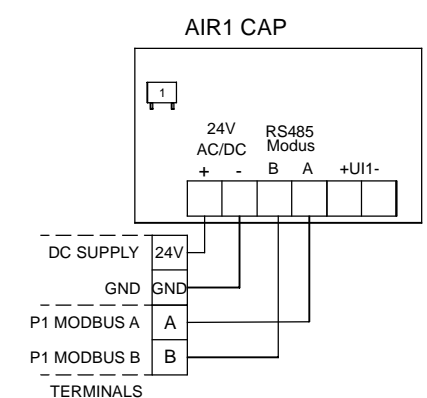 AIR1 CAP
1
24V
AC/DC
RS485
Modus
+ - B A +UI1-
DC SUPPLY 24V
GND GND
P1 MODBUS A A
P1 MODBUS B B
TERMINALS